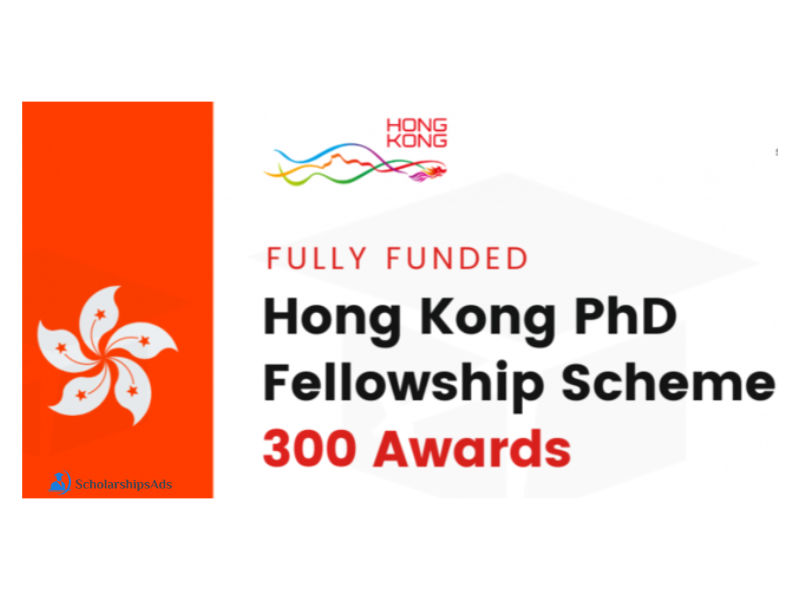 HONG
KONG
FULLY FUNDED
Hong Kong PhD
Fellowship Scheme
300 Awards
ScholarshipsAds